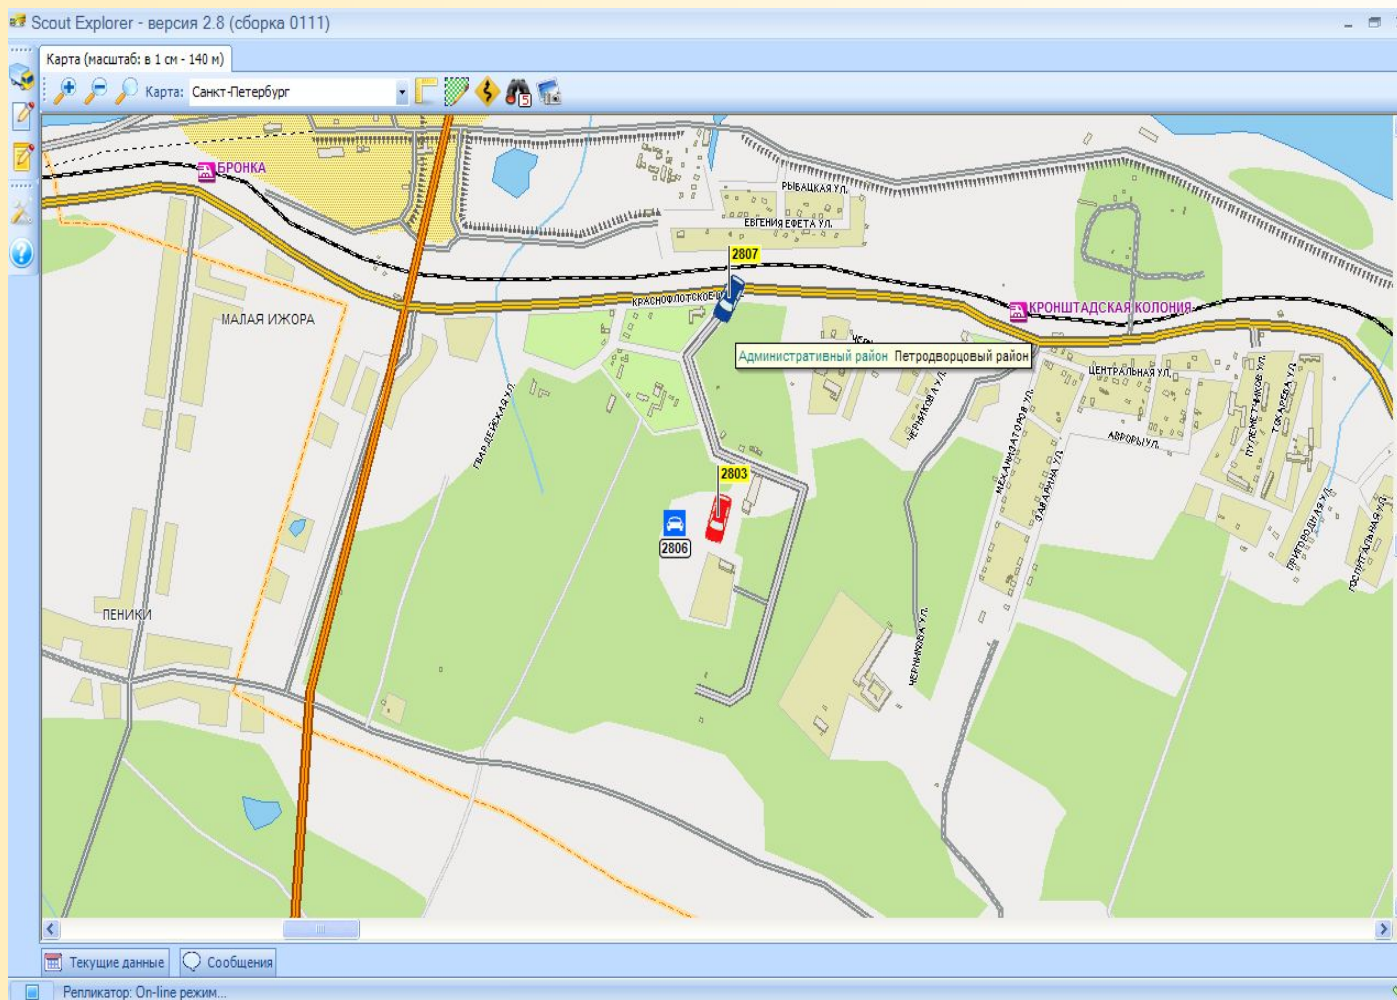 Scout Explorer - версия 2.8 (сборка 0111)
Карта (масштаб: в 1 см - 140 м)
Карта: Санкт-Петербург
5
БРОНКА
РЫБАЦКАЯ УЛ.
ЕВГЕНИЯ ЕФЕТА УЛ.
2807
КРАСНОФЛОТСКОЕ
КРОНШТАДСКАЯ КОЛОНИЯ
МАЛАЯ ИЖОРА
Административный район Петродворцовый район
ЦЕНТРАЛЬНАЯ УЛ.
ГВАРДЕЙСКАЯ УЛ.
ЧЕРНИКОВА УЛ.
МЕХАНИЗАТОРОВ УЛ.
АВРОРЫ УЛ.
ПУЛЕМЕТЧИКОВ УЛ.
ТОКАРЕВА УЛ.
2803
САВАРИНА УЛ.
ПРИГОРОДНАЯ УЛ.
ГОСПИТАЛЬНАЯ УЛ.
2806
ПЕНИКИ
ЧЕРНИКОВА УЛ.
Текущие данные
Сообщения
Репликатор: On-line режим...